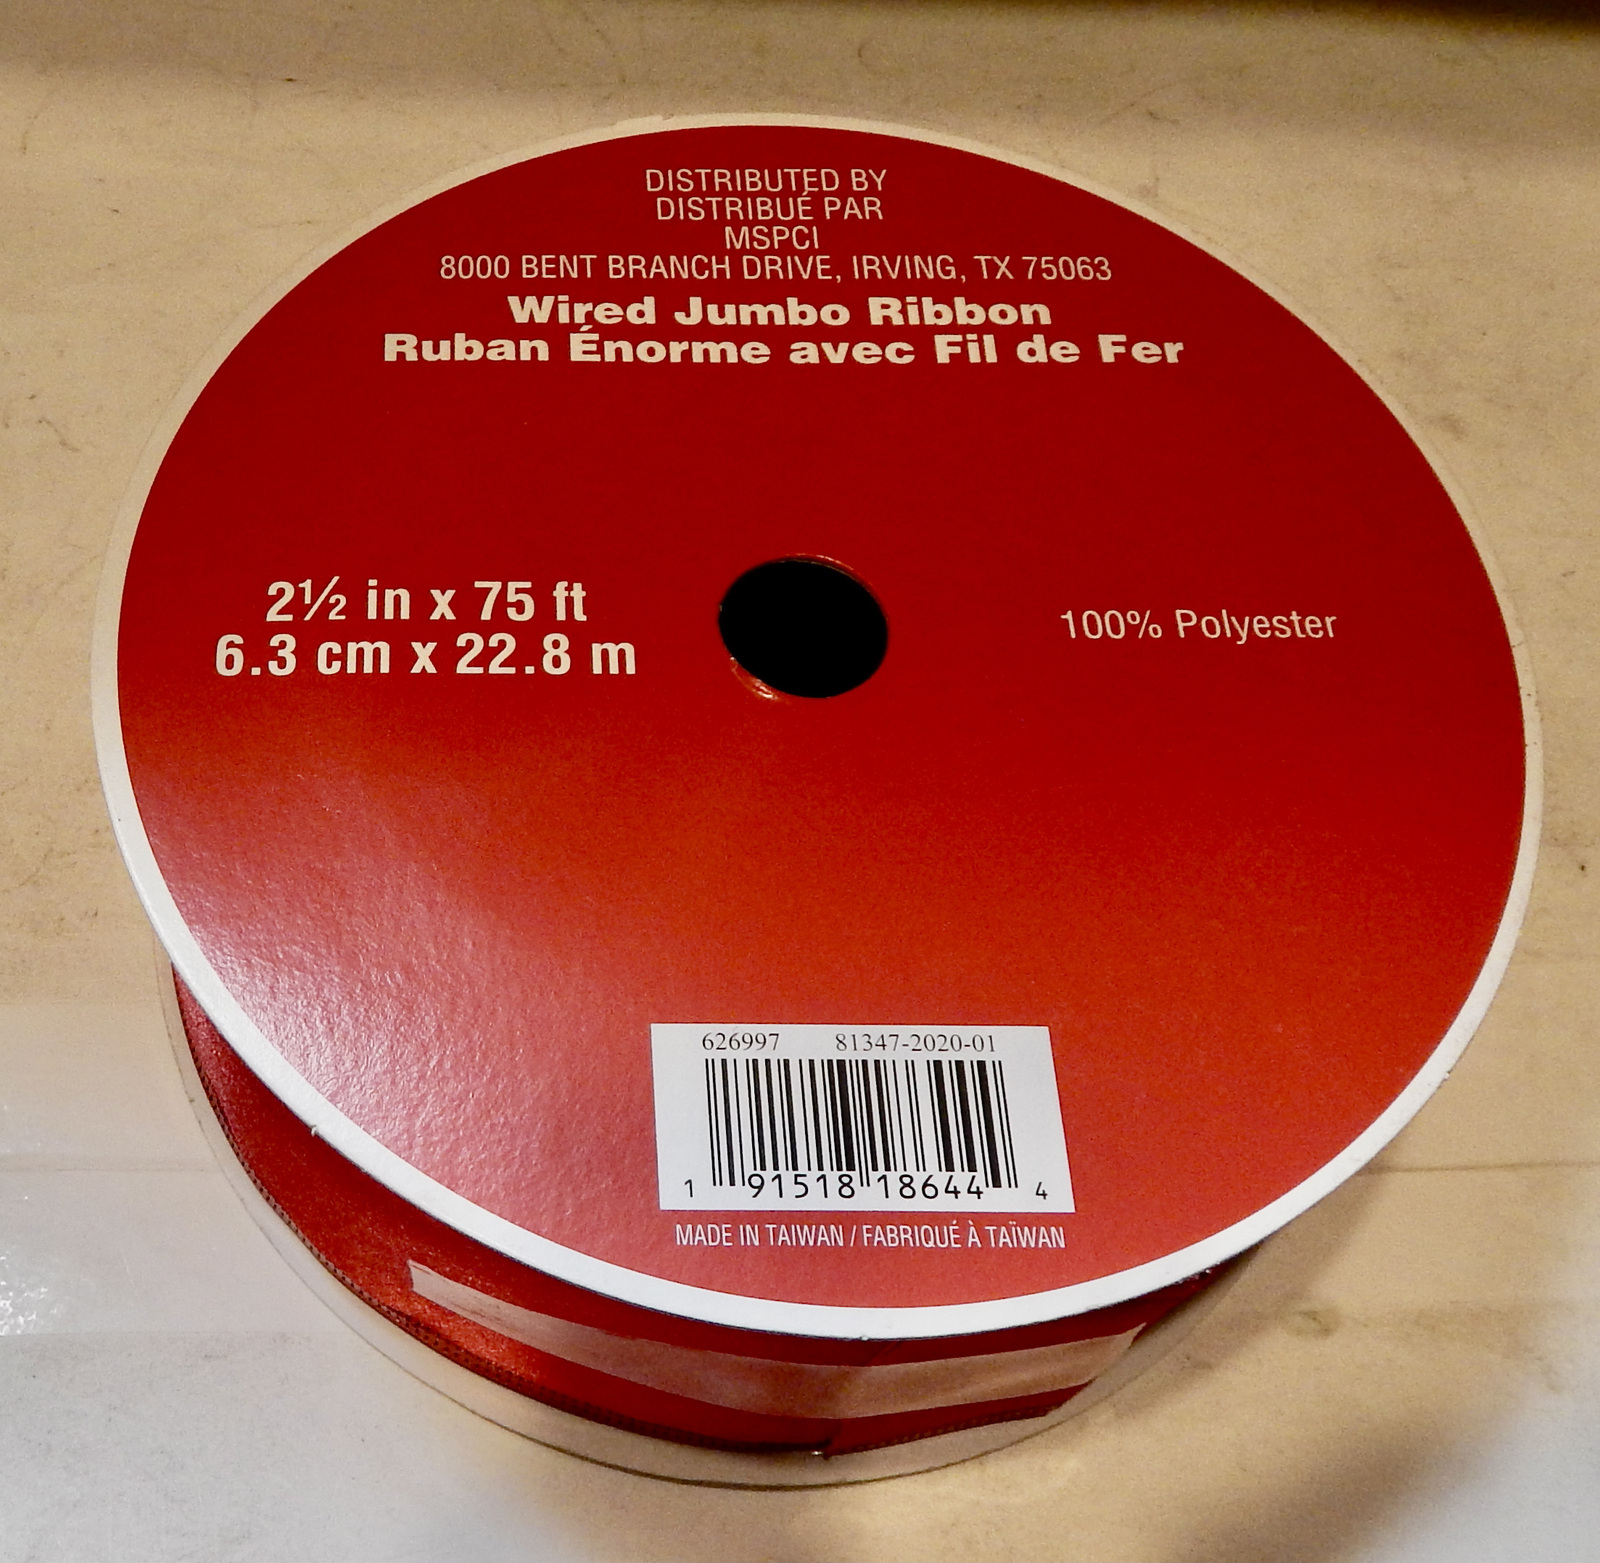 DISTRIBUTED BY
DISTRIBUÉ PAR
MSPCI
8000 BENT BRANCH DRIVE, IRVING, TX 75063
Wired Jumbo Ribbon
Ruban Énorme avec Fil de Fer
2½ in x 75 ft
6.3 cm x 22.8 m
100% Polyester
626997 81347-2020-01
1 91518 18644 4
MADE IN TAIWAN / FABRIQUÉ À TAÏWAN